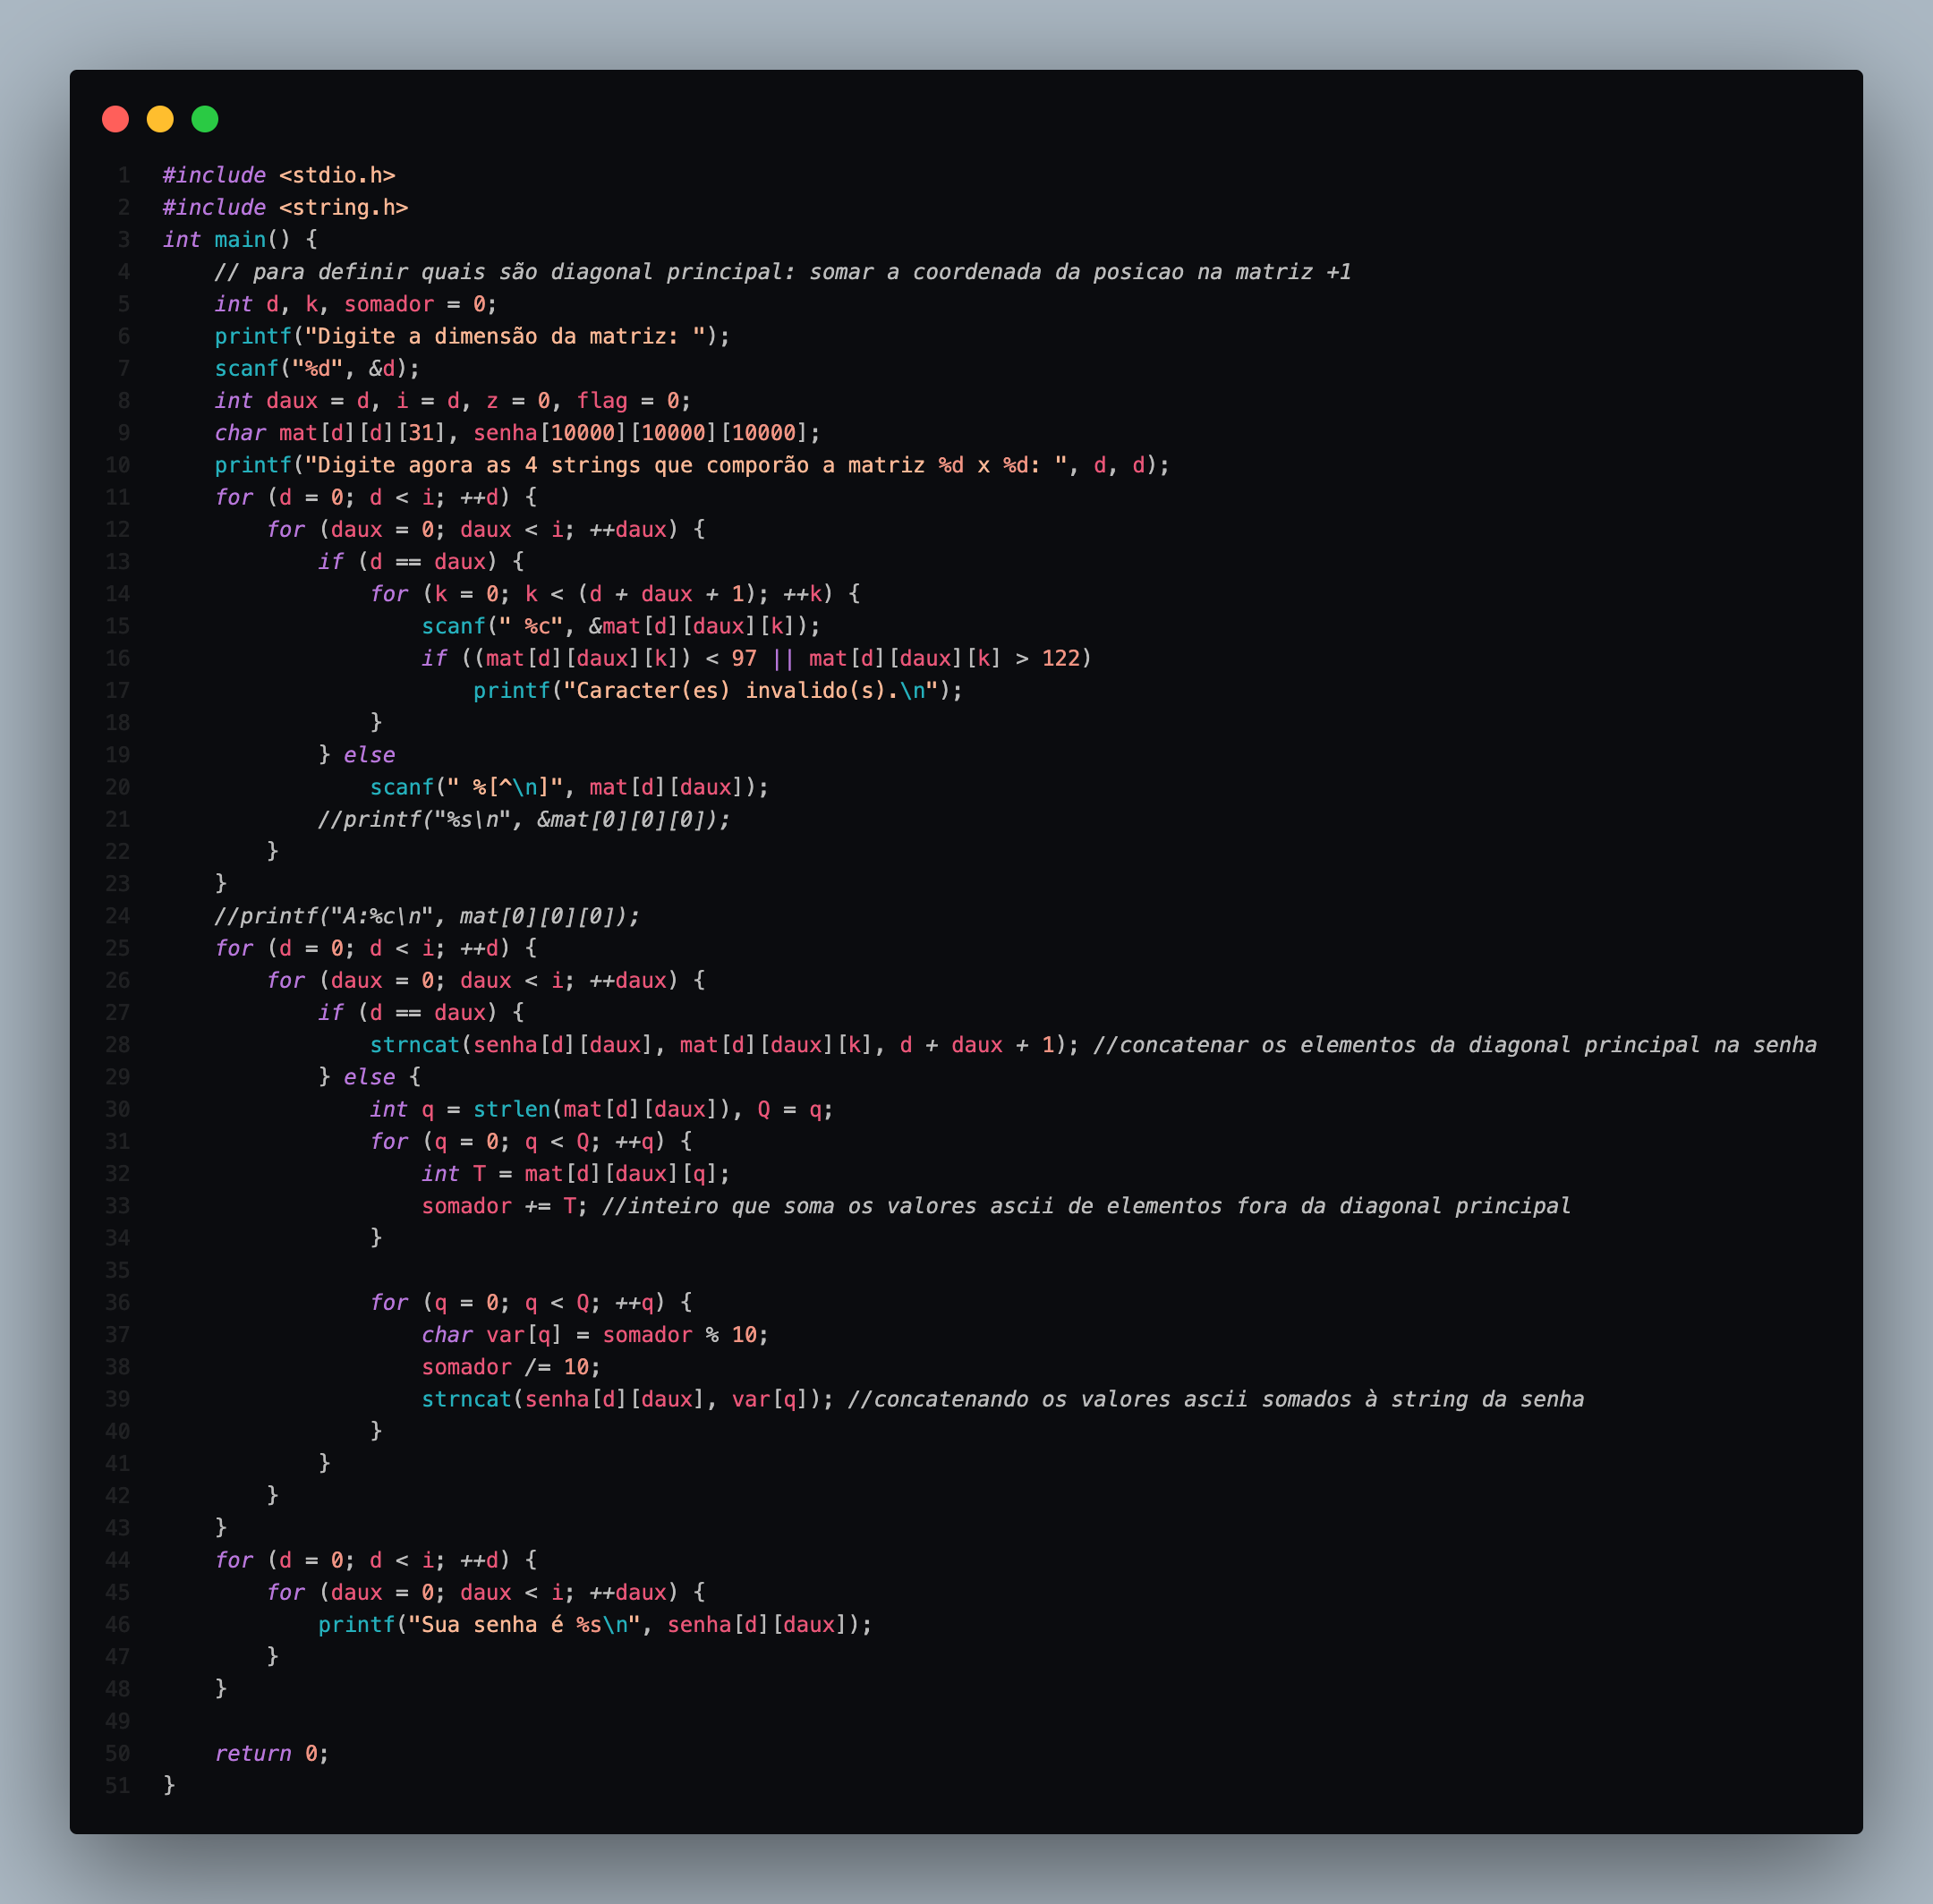 1 #include <stdio.h>
2 #include <string.h>
3 int main() {
4     // para definir quais são diagonal principal: somar a coordenada da posicao na matriz +1
5     int d, k, somador = 0;
6     printf("Digite a dimensão da matriz: ");
7     scanf("%d", &d);
8     int daux = d, i = d, z = 0, flag = 0;
9     char mat[d][d][31], senha[10000][10000][10000];
10     printf("Digite agora as 4 strings que comporão a matriz %d x %d: ", d, d);
11     for (d = 0; d < i; ++d) {
12         for (daux = 0; daux < i; ++daux) {
13             if (d == daux) {
14                 for (k = 0; k < (d + daux + 1); ++k) {
15                     scanf(" %c", &mat[d][daux][k]);
16                     if ((mat[d][daux][k]) < 97 || mat[d][daux][k] > 122)
17                         printf("Caracter(es) invalido(s).\n");
18                 }
19             } else
20                 scanf(" %[^\n]", mat[d][daux]);
21             //printf("%s\n", &mat[0][0][0]);
22         }
23     }
24     //printf("A:%c\n", mat[0][0][0]);
25     for (d = 0; d < i; ++d) {
26         for (daux = 0; daux < i; ++daux) {
27             if (d == daux) {
28                 strncat(senha[d][daux], mat[d][daux][k], d + daux + 1); //concatenar os elementos da diagonal principal na senha
29             } else {
30                 int q = strlen(mat[d][daux]), Q = q;
31                 for (q = 0; q < Q; ++q) {
32                     int T = mat[d][daux][q];
33                     somador += T; //inteiro que soma os valores ascii de elementos fora da diagonal principal
34                 }
35
36                 for (q = 0; q < Q; ++q) {
37                     char var[q] = somador % 10;
38                     somador /= 10;
39                     strncat(senha[d][daux], var[q]); //concatenando os valores ascii somados à string da senha
40                 }
41             }
42         }
43     }
44     for (d = 0; d < i; ++d) {
45         for (daux = 0; daux < i; ++daux) {
46             printf("Sua senha é %s\n", senha[d][daux]);
47         }
48     }
49
50     return 0;
51 }